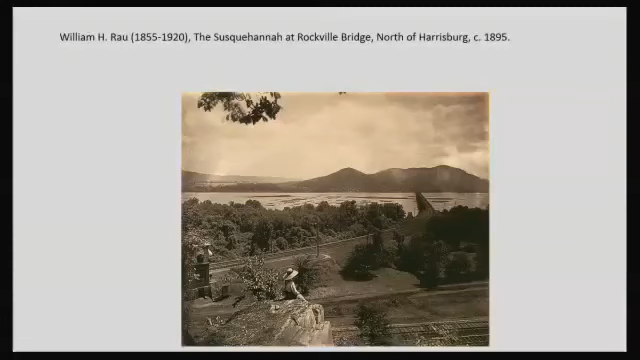 William H. Rau (1855-1920), The Susquehannah at Rockville Bridge, North of Harrisburg, c. 1895.